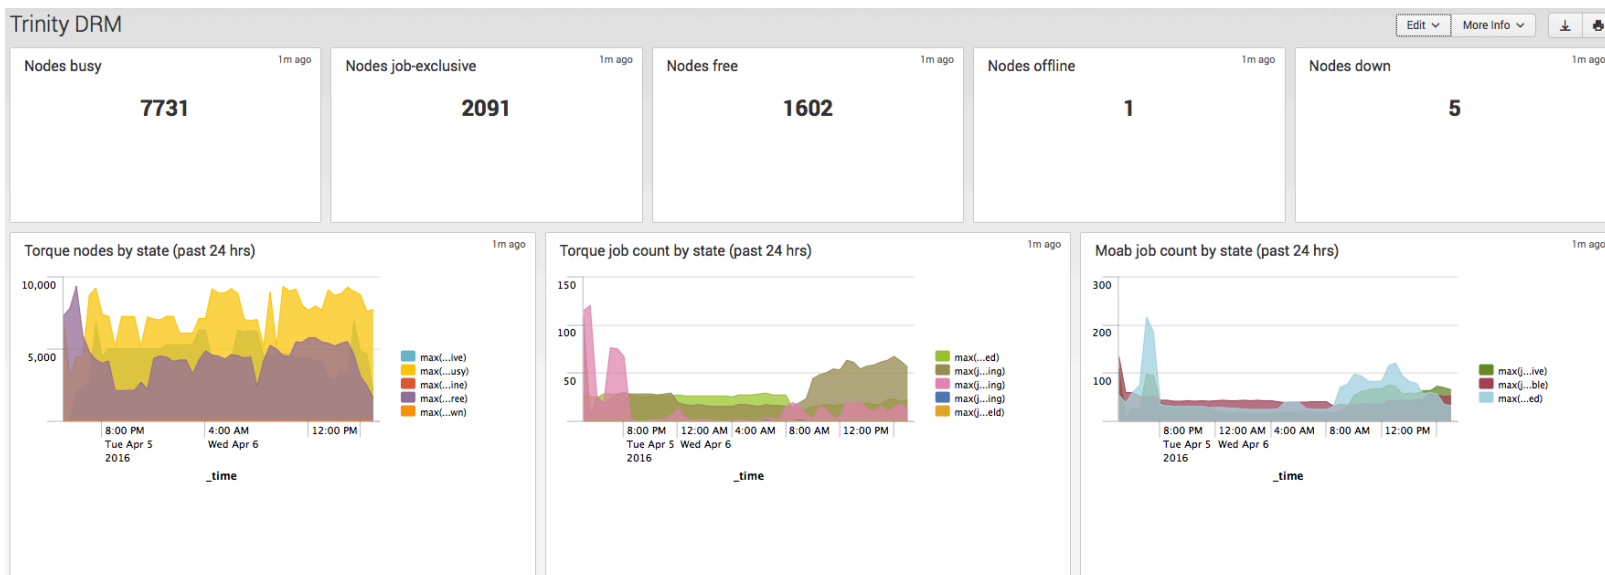 Trinity DRM
Edit
More Info
Nodes busy
1m ago
7731
Nodes job-exclusive
1m ago
2091
Nodes free
1m ago
1602
Nodes offline
1m ago
1
Nodes down
1m ago
5
Torque nodes by state (past 24 hrs)
1m ago
10,000
5,000
max(...ive)
max(...usy)
max(...ine)
max(...ree)
max(...wn)
8:00 PM
4:00 AM
12:00 PM
Tue Apr 5
Wed Apr 6
2016
_time
Torque job count by state (past 24 hrs)
1m ago
150
100
50
max(...ed)
max(j...ing)
max(j...ing)
max(j...ing)
max(j...eld)
8:00 PM
12:00 AM
4:00 AM
8:00 AM
12:00 PM
Tue Apr 5
Wed Apr 6
2016
_time
Moab job count by state (past 24 hrs)
1m ago
300
200
100
max(j...ive)
max(j...ble)
max(...ed)
8:00 PM
12:00 AM
4:00 AM
8:00 AM
12:00 PM
Tue Apr 5
Wed Apr 6
2016
_time